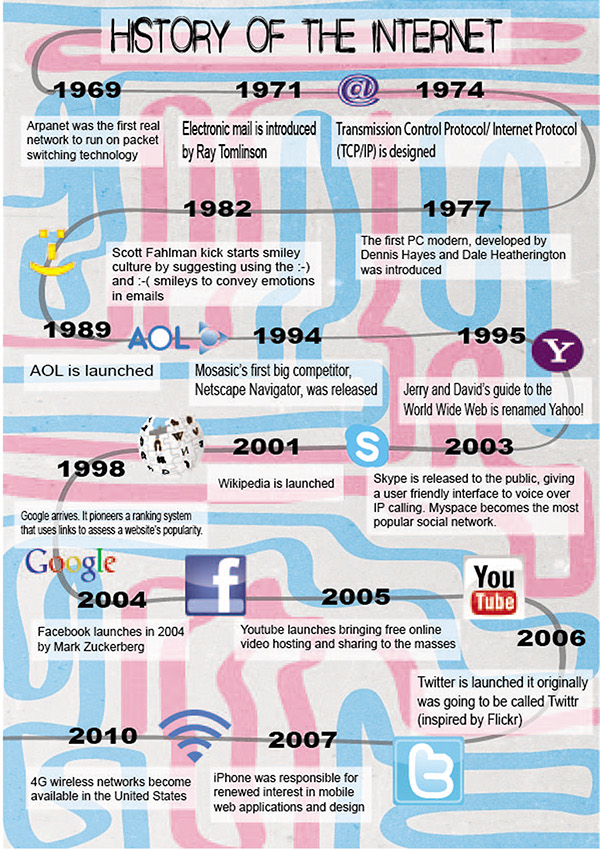 HISTORY OF THE INTERNET
1969
Arpanet was the first real
network to run on packet
switching technology
1971
Electronic mail is introduced
by Ray Tomlinson
@
1974
Transmission Control Protocol/ Internet Protocol
(TCP/IP) is designed
1982
Scott Fahlman kick starts smiley
culture by suggesting using the :-)
and :-( smileys to convey emotions
in emails
1977
The first PC modern, developed by
Dennis Hayes and Dale Heatherington
was introduced
1989
AOL
AOL is launched
1994
Mosasic's first big competitor,
Netscape Navigator, was released
1995
Y
Jerry and David's guide to the
World Wide Web is renamed Yahoo!
1998
Google arrives. It pioneers a ranking system
that uses links to assess a website's popularity.
Google
W
2001
Wikipedia is launched
S
2003
Skype is released to the public, giving
a user friendly interface to voice over
IP calling. Myspace becomes the most
popular social network.
2004
Facebook launches in 2004
by Mark Zuckerberg
f
2005
Youtube launches bringing free online
video hosting and sharing to the masses
You
Tube
2006
Twitter is launched it originally
was going to be called Twittr
(inspired by Flickr)
2010
4G wireless networks become
available in the United States
2007
iPhone was responsible for
renewed interest in mobile
web applications and design
t